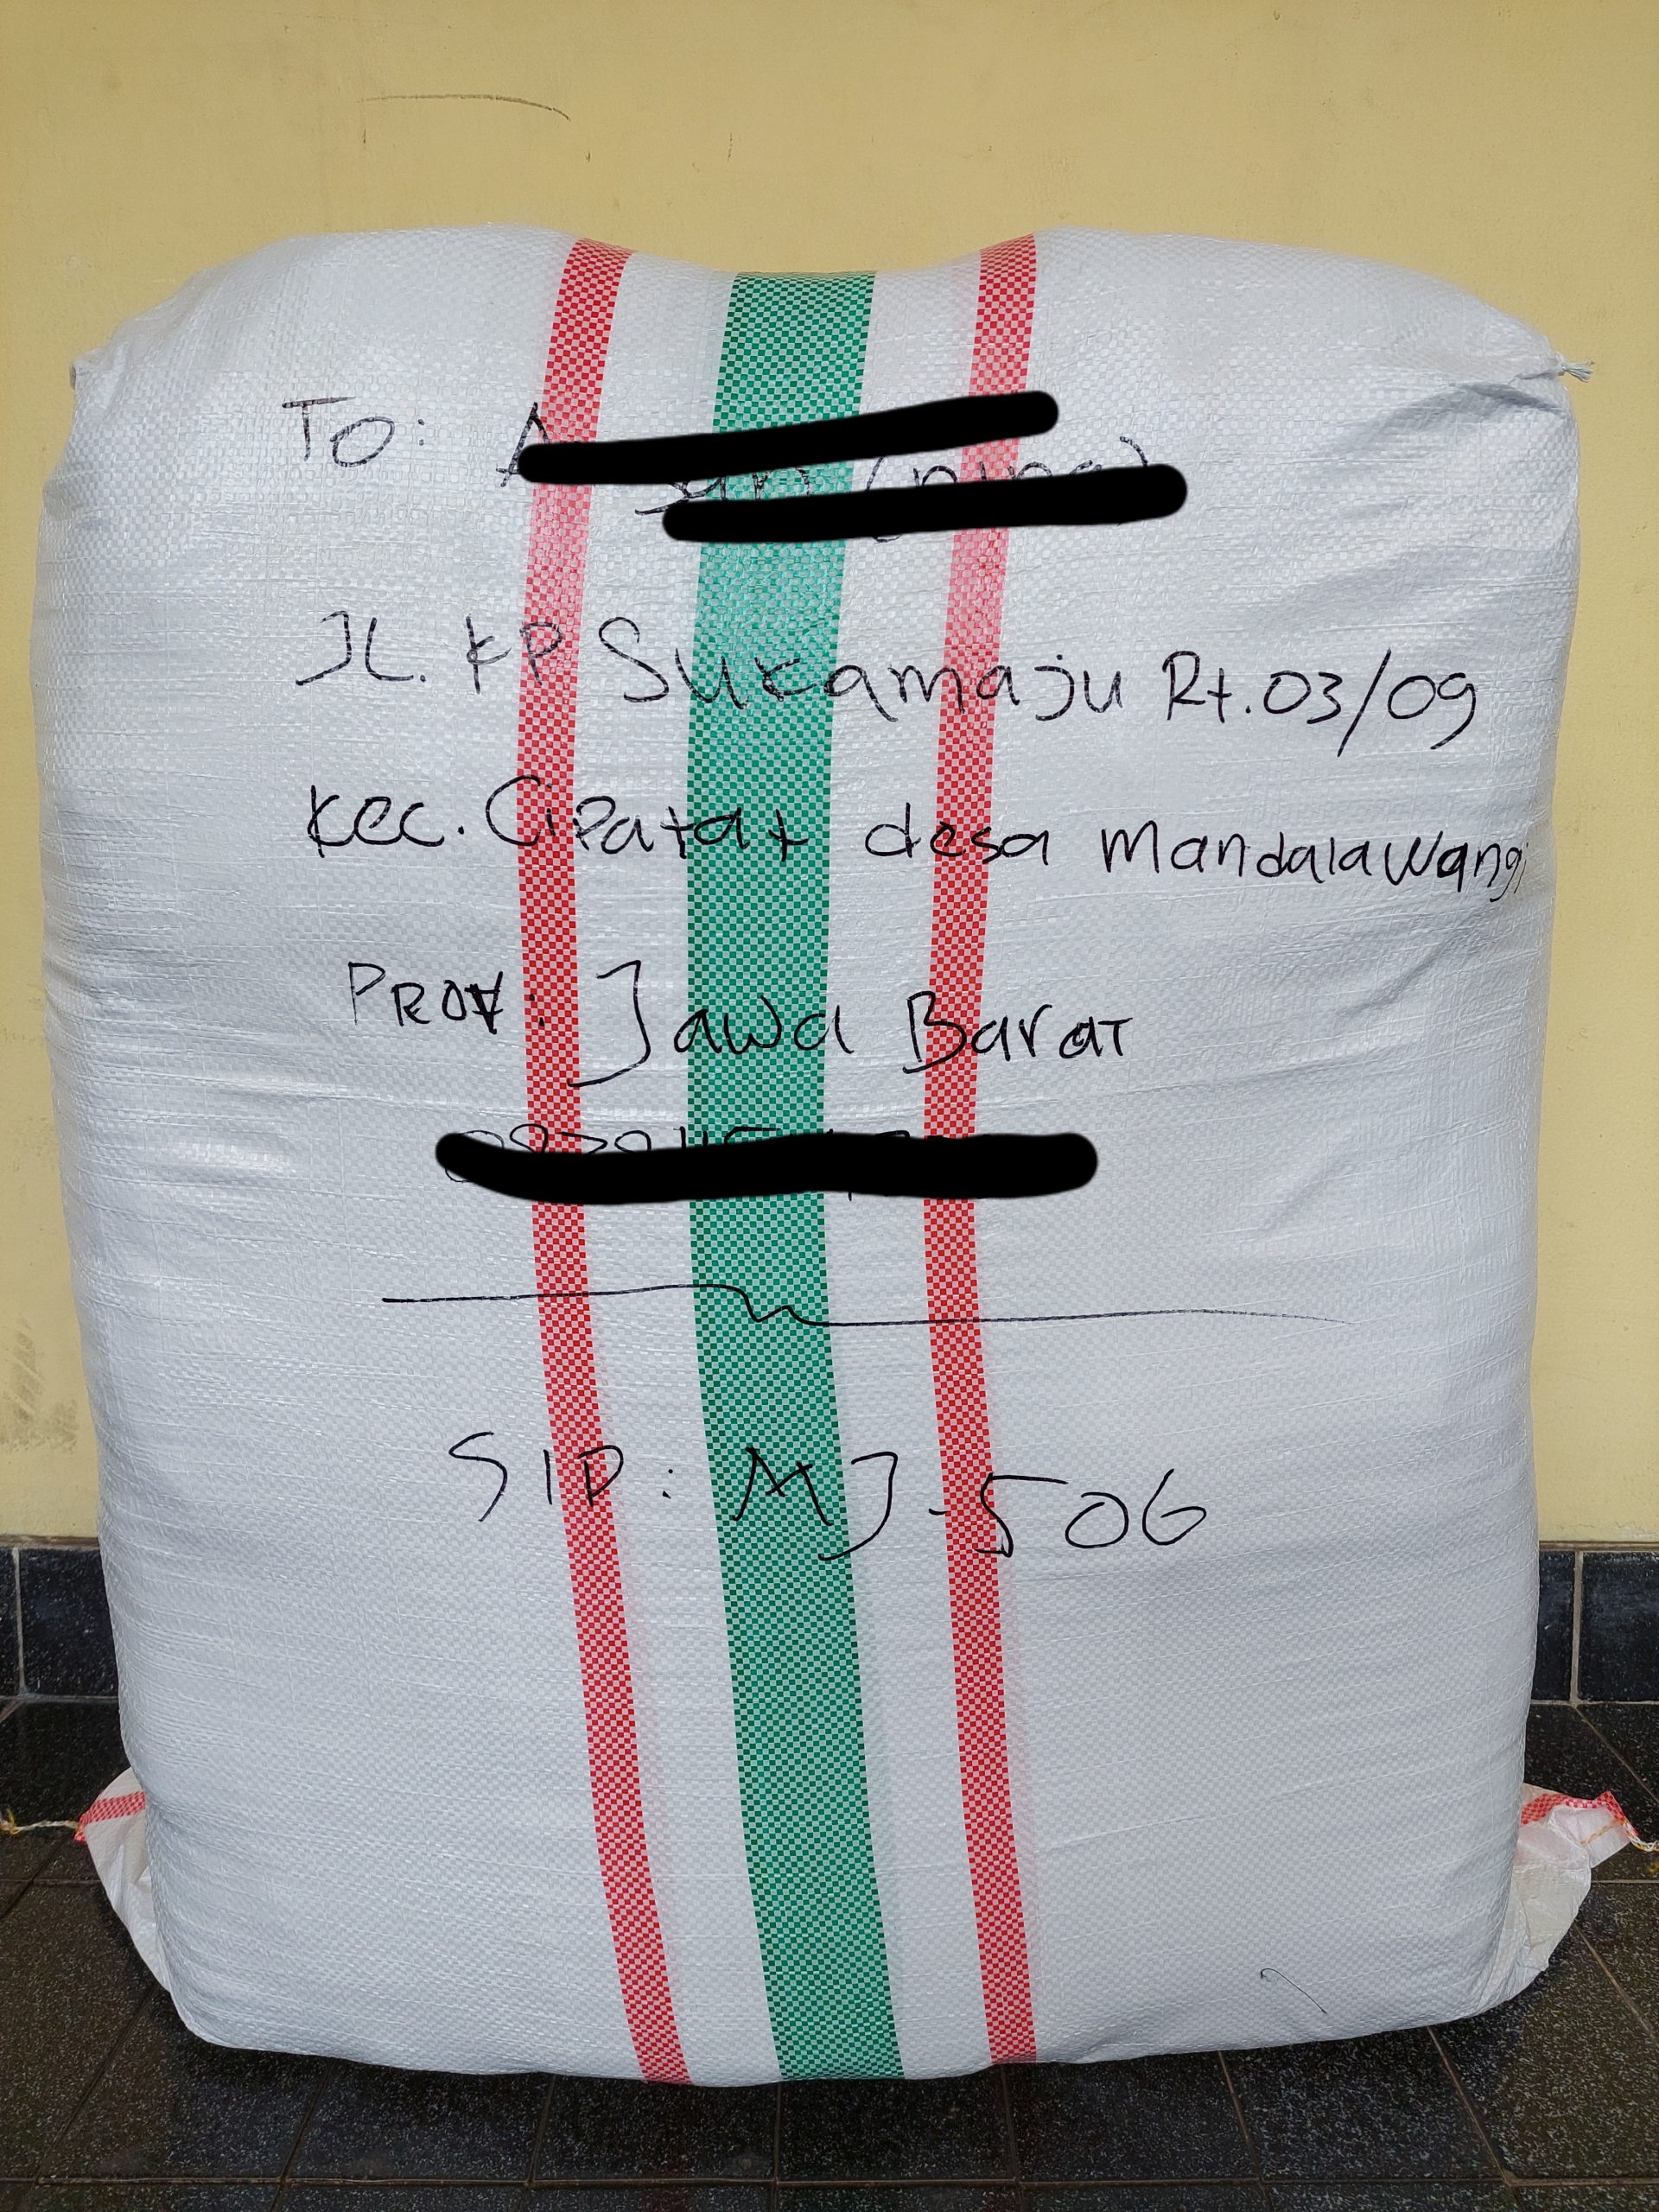 To:
JL. KP Sukamaju Rt.03/09
Kec. Cipatat desa Mandalawangi
PROV: Jawa Barat
SIP: MJ-506